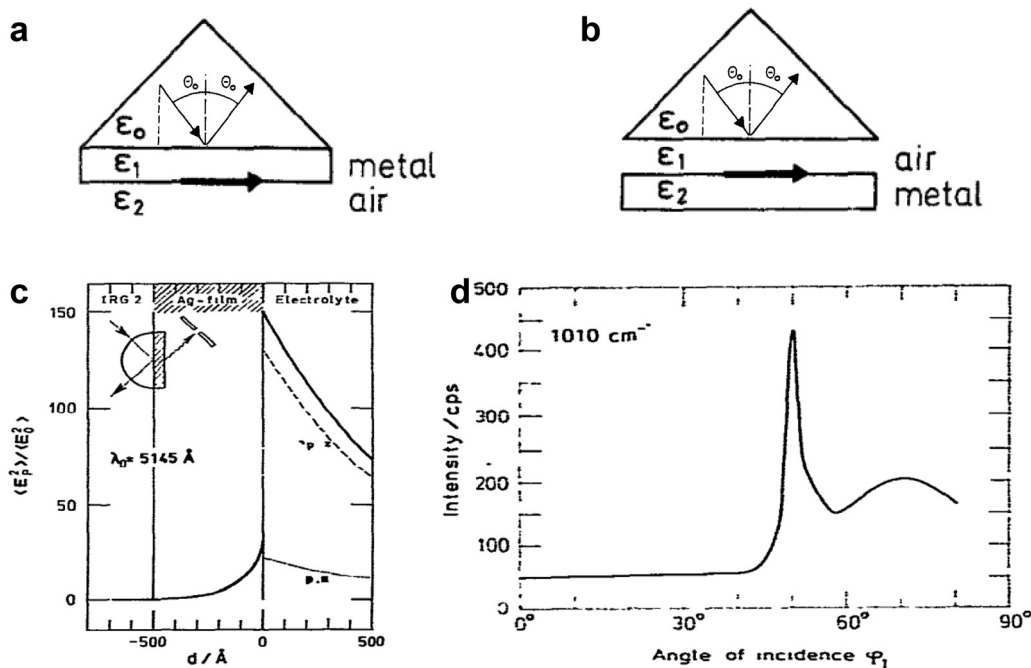 a
Θ₀ Θ₀
ε₀
ε₁
ε₂
metal
air
b
Θ₀ Θ₀
ε₀
ε₁
ε₂
air
metal
c
IRG 2 Ag-film Electrolyte
150
100
50
0
⟨E²p⟩/⟨E²0⟩
λ₀= 5145 Å
-500 0 500
d / Å
d
500
400
300
200
100
0
Intensity/cps
1010 cm⁻
0° 30° 60° 90°
Angle of incidence φ₁